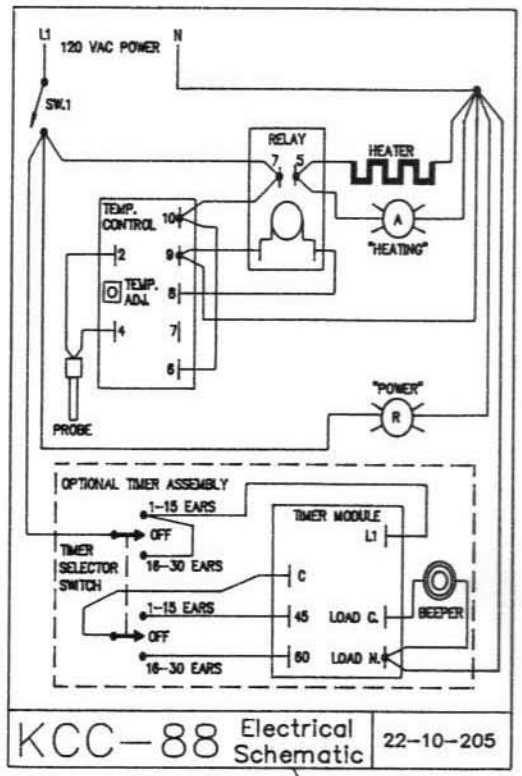 L1
120 VAC POWER
N
SW.1
RELAY
7 5
HEATER
A
"HEATING"
TEMP.
CONTROL
10
2
9
TEMP.
ADJ.
8
4
7
6
PROBE
"POWER"
R
OPTIONAL TIMER ASSEMBLY
1-15 EARS
OFF
16-30 EARS
TIMER
SELECTOR
SWITCH
1-15 EARS
OFF
16-30 EARS
TIMER MODULE
L1
C
45
LOAD C.
60
LOAD N.
BEEPER
KCC-88
Electrical
Schematic
22-10-205